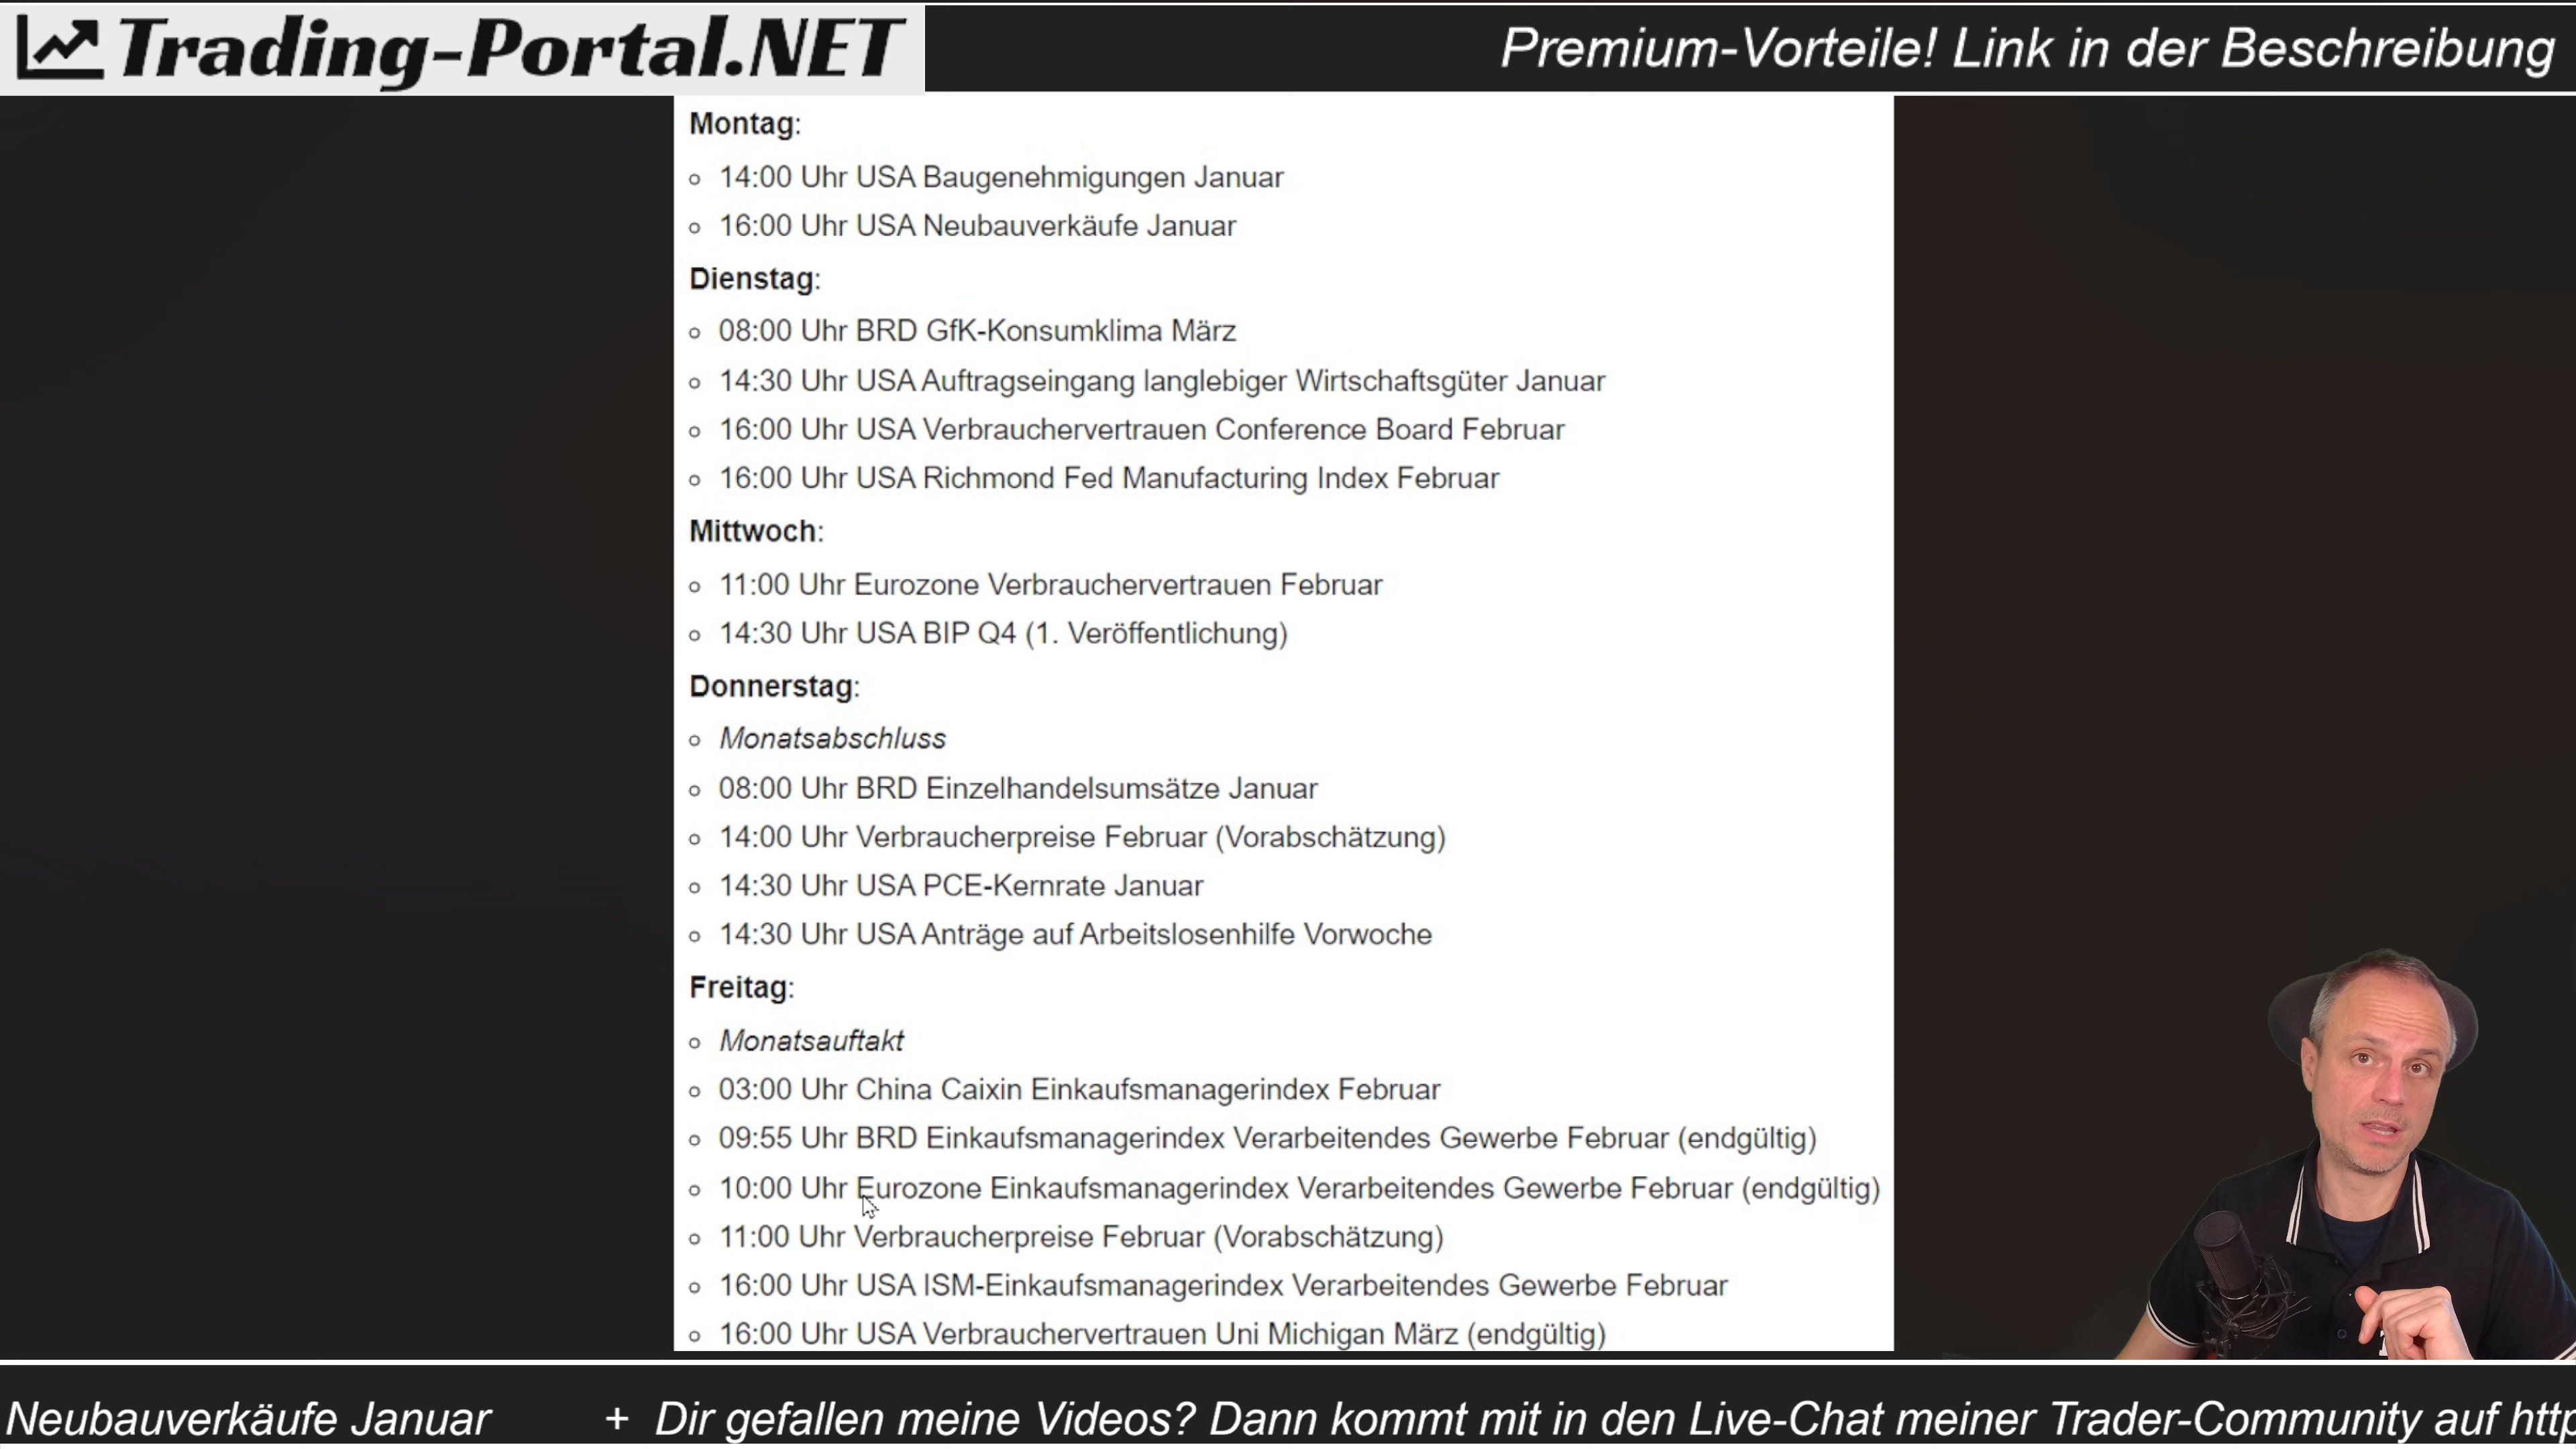 Trading-Portal.NET
Premium-Vorteile! Link in der Beschreibung
Montag:
14:00 Uhr USA Baugenehmigungen Januar
16:00 Uhr USA Neubauverkäufe Januar
Dienstag:
08:00 Uhr BRD GfK-Konsumklima März
14:30 Uhr USA Auftragseingang langlebiger Wirtschaftsgüter Januar
16:00 Uhr USA Verbrauchervertrauen Conference Board Februar
16:00 Uhr USA Richmond Fed Manufacturing Index Februar
Mittwoch:
11:00 Uhr Eurozone Verbrauchervertrauen Februar
14:30 Uhr USA BIP Q4 (1. Veröffentlichung)
Donnerstag:
Monatsabschluss
08:00 Uhr BRD Einzelhandelsumsätze Januar
14:00 Uhr Verbraucherpreise Februar (Vorabschätzung)
14:30 Uhr USA PCE-Kernrate Januar
14:30 Uhr USA Anträge auf Arbeitslosenhilfe Vorwoche
Freitag:
Monatsauftakt
03:00 Uhr China Caixin Einkaufsmanagerindex Februar
09:55 Uhr BRD Einkaufsmanagerindex Verarbeitendes Gewerbe Februar (endgültig)
10:00 Uhr Eurozone Einkaufsmanagerindex Verarbeitendes Gewerbe Februar (endgültig)
11:00 Uhr Verbraucherpreise Februar (Vorabschätzung)
16:00 Uhr USA ISM-Einkaufsmanagerindex Verarbeitendes Gewerbe Februar
16:00 Uhr USA Verbrauchervertrauen Uni Michigan März (endgültig)
Neubauverkäufe Januar + Dir gefallen meine Videos? Dann kommt mit in den Live-Chat meiner Trader-Community auf http